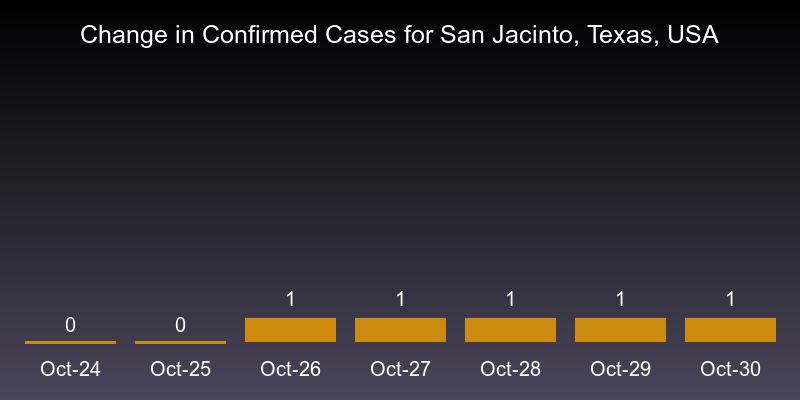 Change in Confirmed Cases for San Jacinto, Texas, USA
0 0 1 1 1 1 1
Oct-24 Oct-25 Oct-26 Oct-27 Oct-28 Oct-29 Oct-30